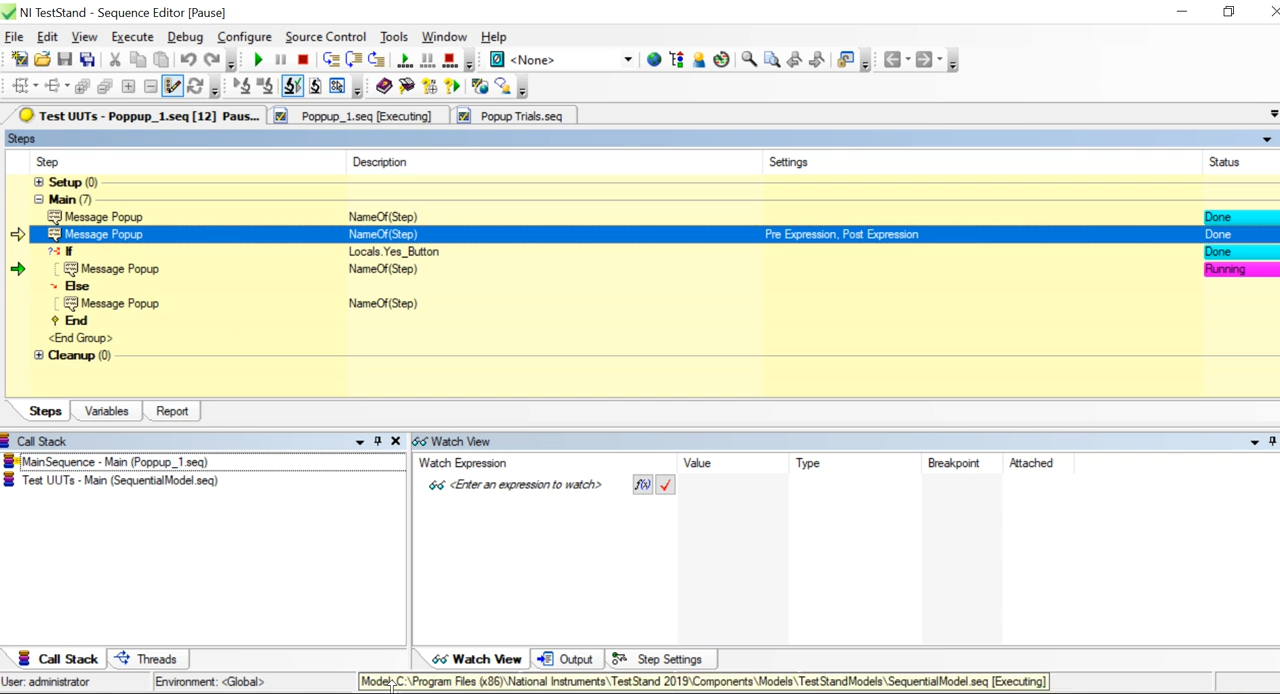 NI TestStand - Sequence Editor [Pause]
File Edit View Execute Debug Configure Source Control Tools Window Help
<None>
Test UUTs - Poppup_1.seq [12] Paus... Poppup_1.seq [Executing] Popup Trials.seq
Steps
Step Description Settings Status
Setup (0)
Main (7)
Message Popup NameOf(Step) Done
Message Popup NameOf(Step) Pre Expression, Post Expression Done
If Locals.Yes_Button Done
Message Popup NameOf(Step) Running
Else
Message Popup NameOf(Step)
End
<End Group>
Cleanup (0)
Steps Variables Report
Call Stack Watch View
MainSequence - Main (Poppup_1.seq)
Test UUTs - Main (SequentialModel.seq)
Watch Expression Value Type Breakpoint Attached
<Enter an expression to watch> f(x)
Call Stack Threads Watch View Output Step Settings
User: administrator Environment: <Global> Model: C:\Program Files (x86)\National Instruments\TestStand 2019\Components\Models\TestStandModels\SequentialModel.seq [Executing]